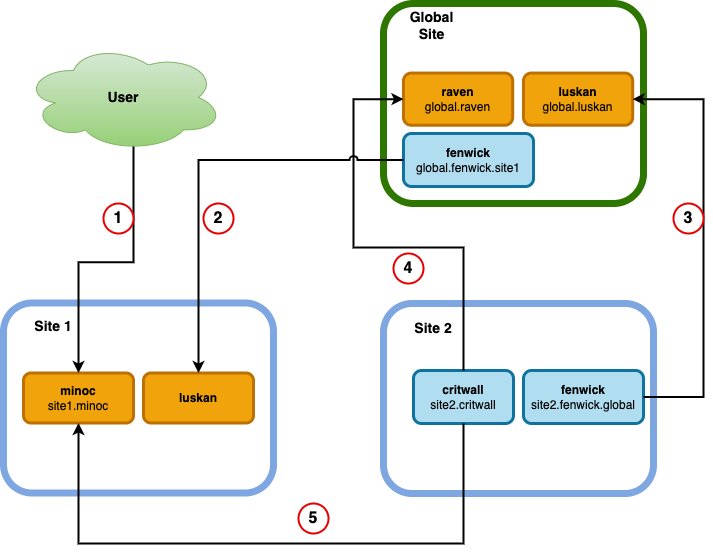 Global
Site
User
raven
global.raven
luskan
global.luskan
fenwick
global.fenwick.site1
1
2
3
4
Site 1
minoc
site1.minoc
luskan
Site 2
critwall
site2.critwall
fenwick
site2.fenwick.global
5